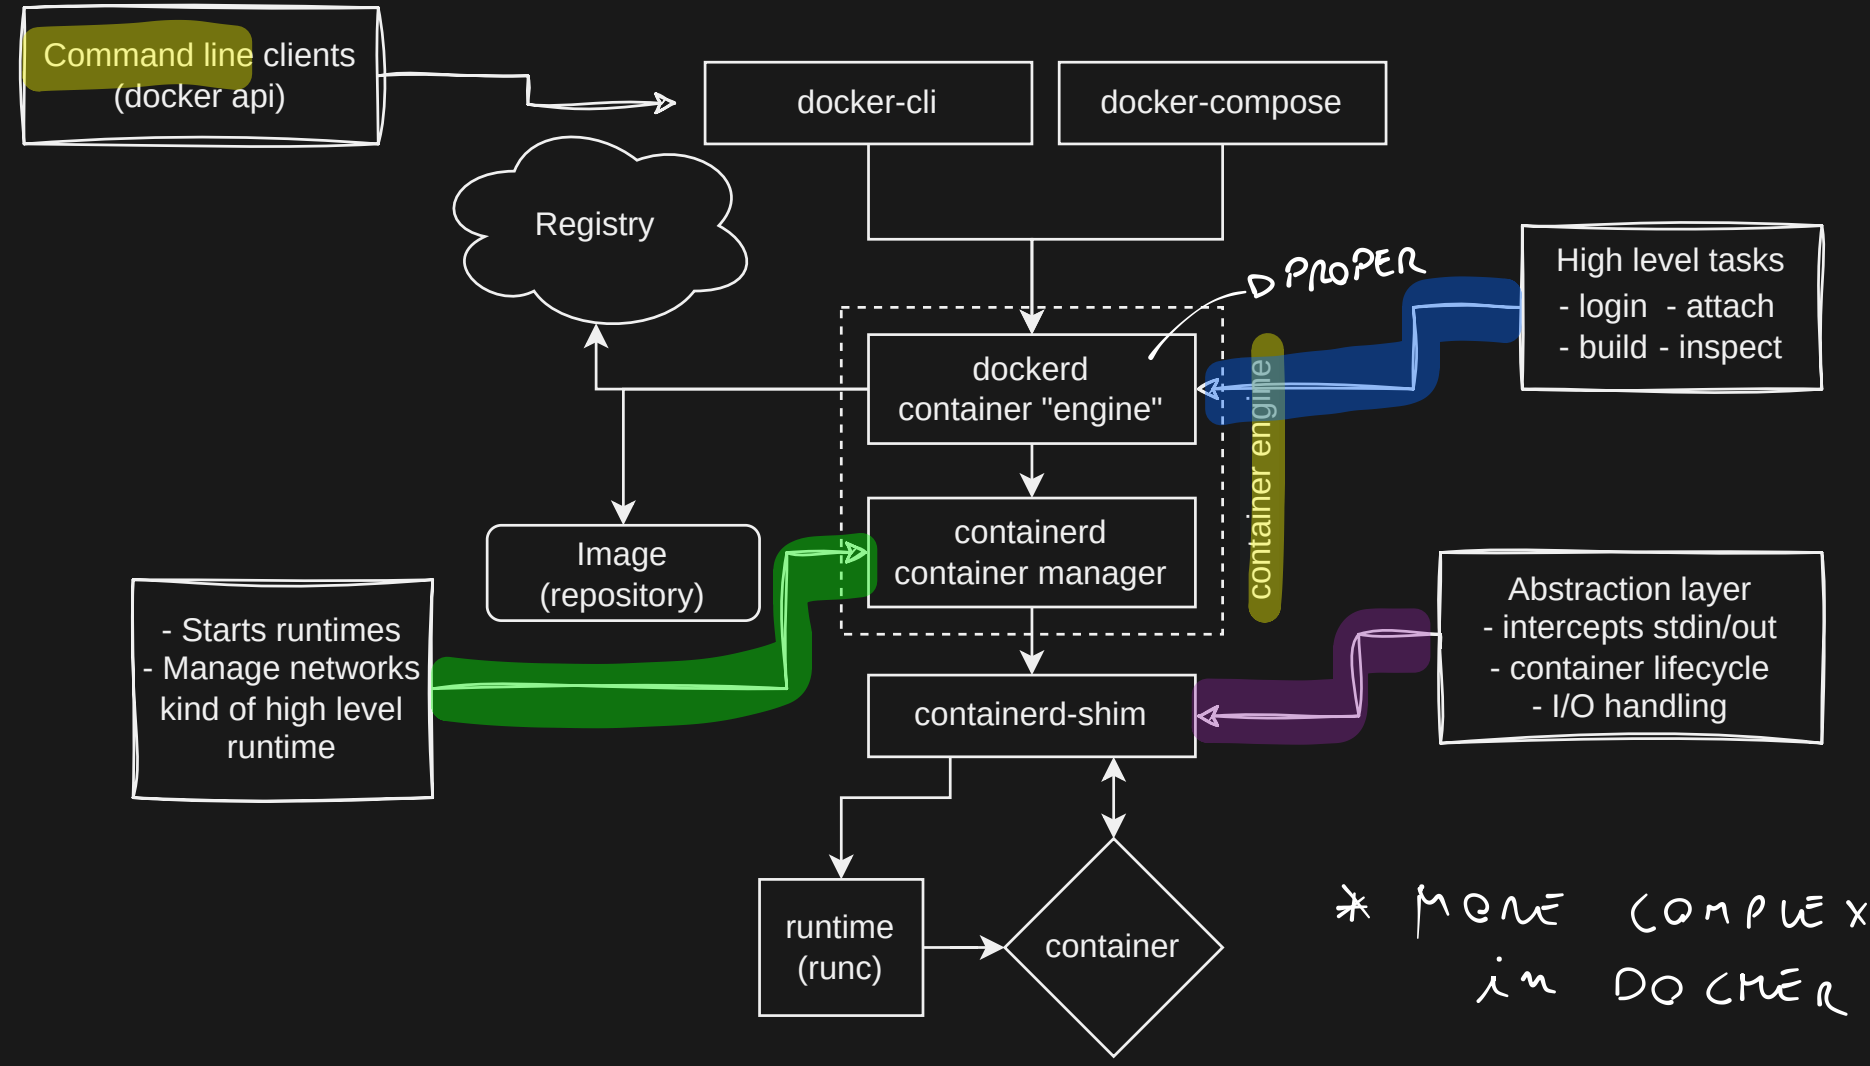 Command line clients
(docker api)
docker-cli
docker-compose
Registry
PROPER
High level tasks
- login - attach
- build - inspect
dockerd
container "engine"
container engine
containerd
container manager
Image
(repository)
- Starts runtimes
- Manage networks
kind of high level
runtime
Abstraction layer
- intercepts stdin/out
- container lifecycle
- I/O handling
containerd-shim
runtime
(runc)
container
* MORE COMPLEX
in DOCKER